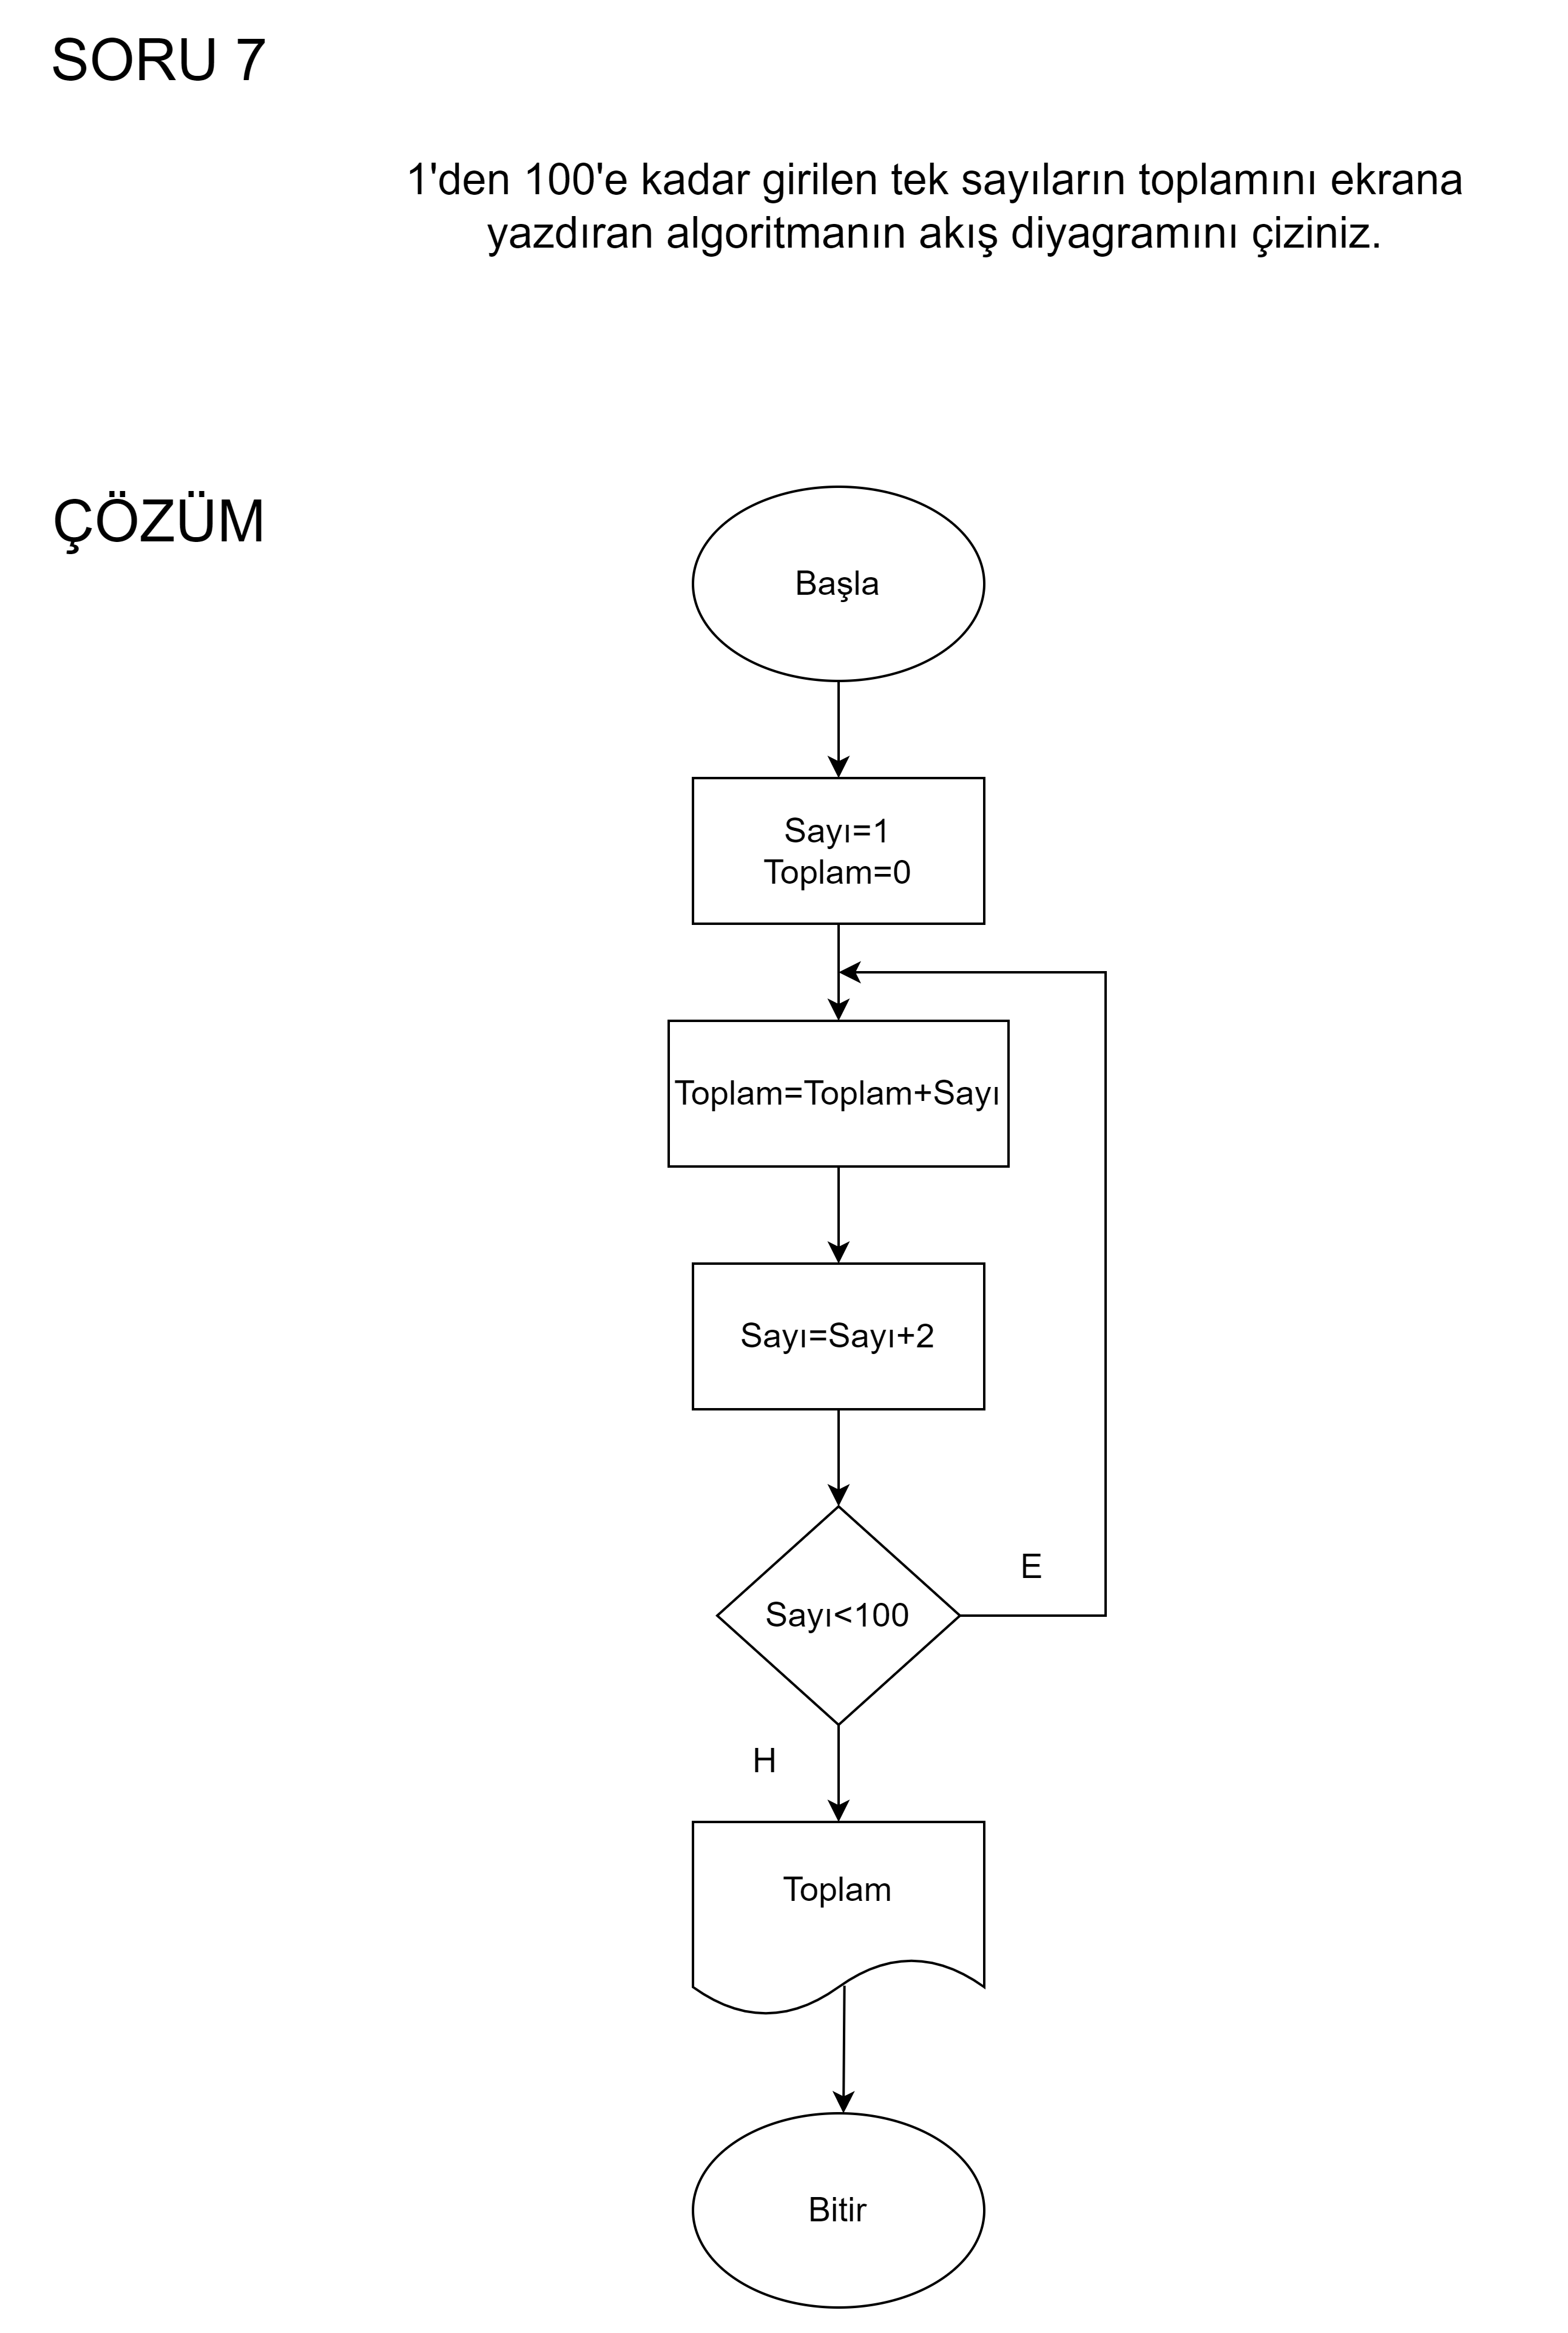 SORU 7
1'den 100'e kadar girilen tek sayıların toplamını ekrana
yazdıran algoritmanın akış diyagramını çiziniz.
ÇÖZÜM
Başla
Sayı=1
Toplam=0
Toplam=Toplam+Sayı
Sayı=Sayı+2
E
Sayı<100
H
Toplam
Bitir